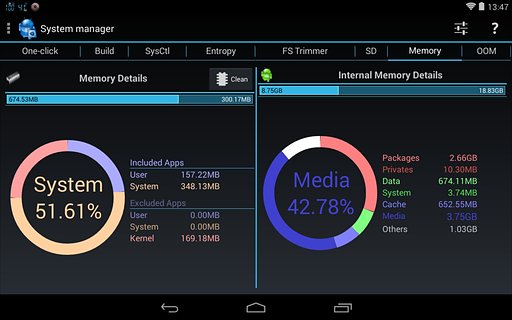 13:47
System manager
?
One-click Build SysCtl Entropy FS Trimmer SD Memory OOM
Memory Details
Clean
674.53MB 300.17MB
System
51.61%
Included Apps
User 157.22MB
System 348.13MB
Excluded Apps
User 0.00MB
System 0.00MB
Kernel 169.18MB
Internal Memory Details
8.75GB 18.83GB
Media
42.78%
Packages 2.66GB
Privates 10.30MB
Data 674.11MB
System 3.74MB
Cache 652.55MB
Media 3.75GB
Others 1.03GB